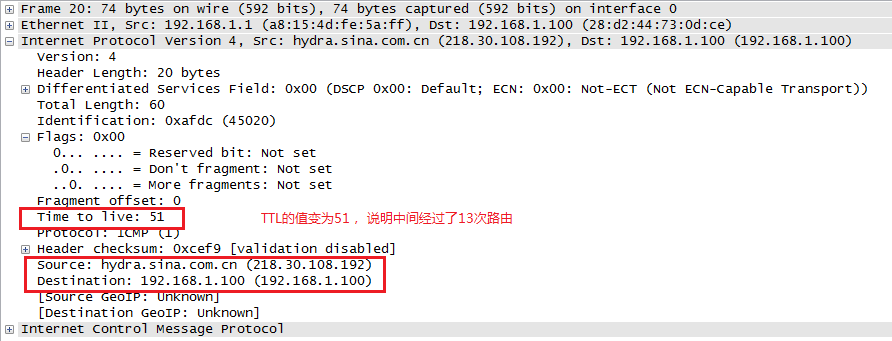 Frame 20: 74 bytes on wire (592 bits), 74 bytes captured (592 bits) on interface 0
Ethernet II, Src: 192.168.1.1 (a8:15:4d:fe:5a:ff), Dst: 192.168.1.100 (28:d2:44:73:0d:ce)
Internet Protocol Version 4, Src: hydra.sina.com.cn (218.30.108.192), Dst: 192.168.1.100 (192.168.1.100)
Version: 4
Header Length: 20 bytes
Differentiated Services Field: 0x00 (DSCP 0x00: Default; ECN: 0x00: Not-ECT (Not ECN-Capable Transport))
Total Length: 60
Identification: 0xafdc (45020)
Flags: 0x00
0... .... = Reserved bit: Not set
.0.. .... = Don't fragment: Not set
..0. .... = More fragments: Not set
Fragment offset: 0
Time to live: 51 TTL的值变为51 ，说明中间经过了13次路由
Protocol: ICMP (1)
Header checksum: 0xcef9 [validation disabled]
Source: hydra.sina.com.cn (218.30.108.192)
Destination: 192.168.1.100 (192.168.1.100)
[Source GeoIP: Unknown]
[Destination GeoIP: Unknown]
Internet Control Message Protocol